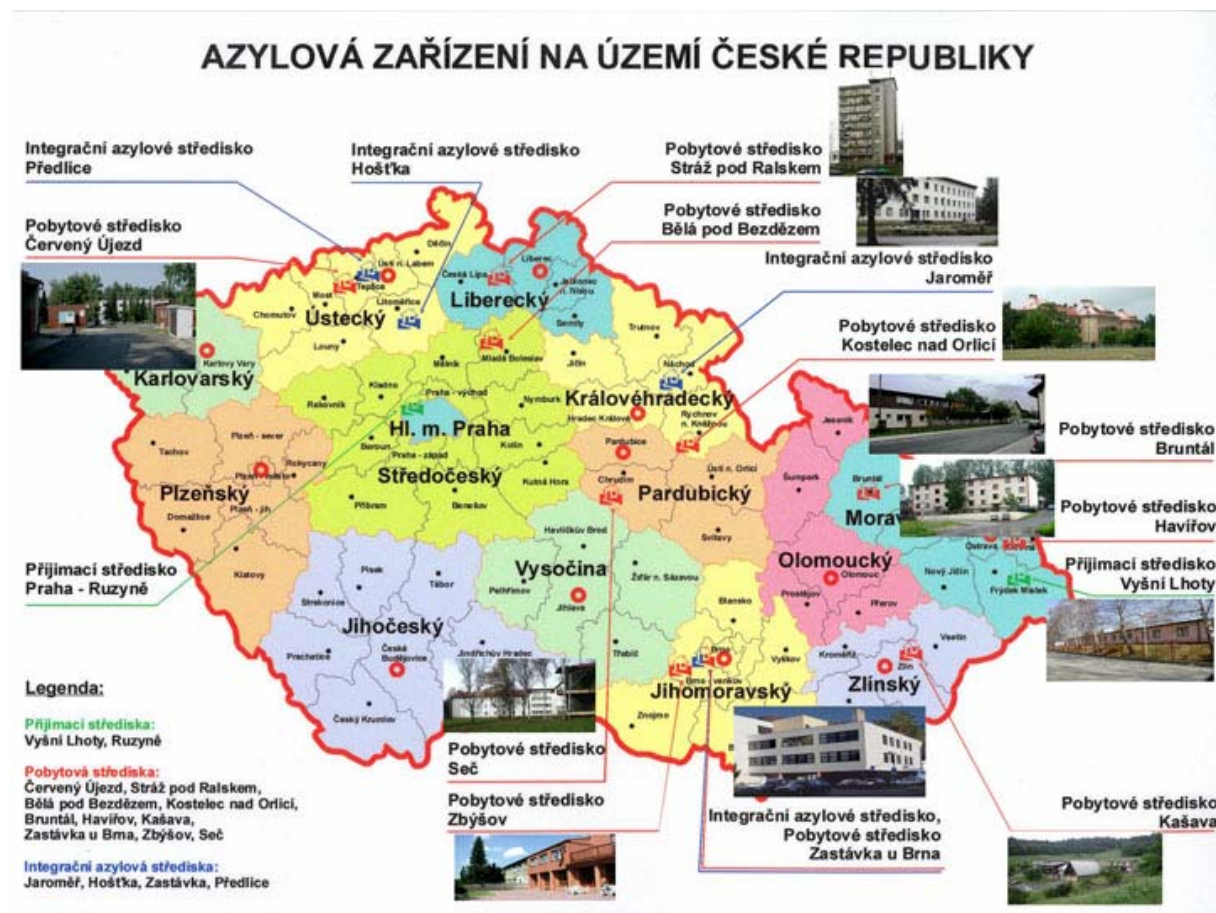 AZYLOVÁ ZAŘÍZENÍ NA ÚZEMÍ ČESKÉ REPUBLIKY
Integrační azylové středisko
Předlice
Integrační azylové středisko
Hošťka
Pobytové středisko
Stráž pod Ralskem
Pobytové středisko
Červený Újezd
Pobytové středisko
Bělá pod Bezdězem
Integrační azylové středisko
Jaroměř
Pobytové středisko
Kostelec nad Orlicí
Pobytové středisko
Bruntál
Pobytové středisko
Havířov
Přijimací středisko
Vyšní Lhoty
Přijimací středisko
Praha - Ruzyně
Děčín
Ústí n. Labem
Teplice
Most
Chomutov
Litoměřice
Louny
Ústecký
Česká Lípa
Liberec
Jablonec
n. Nisou
Semily
Liberecký
Karlovy Vary
Karlovarský
Mělník
Mladá Boleslav
Jičín
Trutnov
Náchod
Královéhradecký
Hradec Králové
Rychnov
n. Kněžnou
Rakovník
Kladno
Praha - východ
Nymburk
Hl. m. Praha
Beroun
Praha - západ
Kolín
Středočeský
Kutná Hora
Příbram
Benešov
Tachov
Plzeň - sever
Rokycany
Plzeňský
Domažlice
Plzeň - jih
Klatovy
Pardubice
Chrudim
Ústí n. Orlicí
Pardubický
Svitavy
Jeseník
Šumperk
Bruntál
Morav
Ostrava
Karviná
Nový Jičín
Frýdek Místek
Olomoucký
Olomouc
Prostějov
Přerov
Havlíčkův Brod
Vysočina
Žďár n. Sázavou
Pelhřimov
Jihlava
Třebíč
Písek
Tábor
Strakonice
Jihočeský
Prachatice
České
Budějovice
Jindřichův Hradec
Český Krumlov
Blansko
Brno
Brno - venkov
Vyškov
Jihomoravský
Znojmo
B
Kroměříž
Vsetín
Zlín
Zlínský
Legenda:
Přijimací střediska:
Vyšní Lhoty, Ruzyně
Pobytová střediska:
Červený Újezd, Stráž pod Ralskem,
Bělá pod Bezdězem, Kostelec nad Orlicí,
Bruntál, Havířov, Kašava,
Zastávka u Brna, Zbýšov, Seč
Integrační azylová střediska:
Jaroměř, Hošťka, Zastávka, Předlice
Pobytové středisko
Seč
Pobytové středisko
Zbýšov
Integrační azylové středisko,
Pobytové středisko
Zastávka u Brna
Pobytové středisko
Kašava